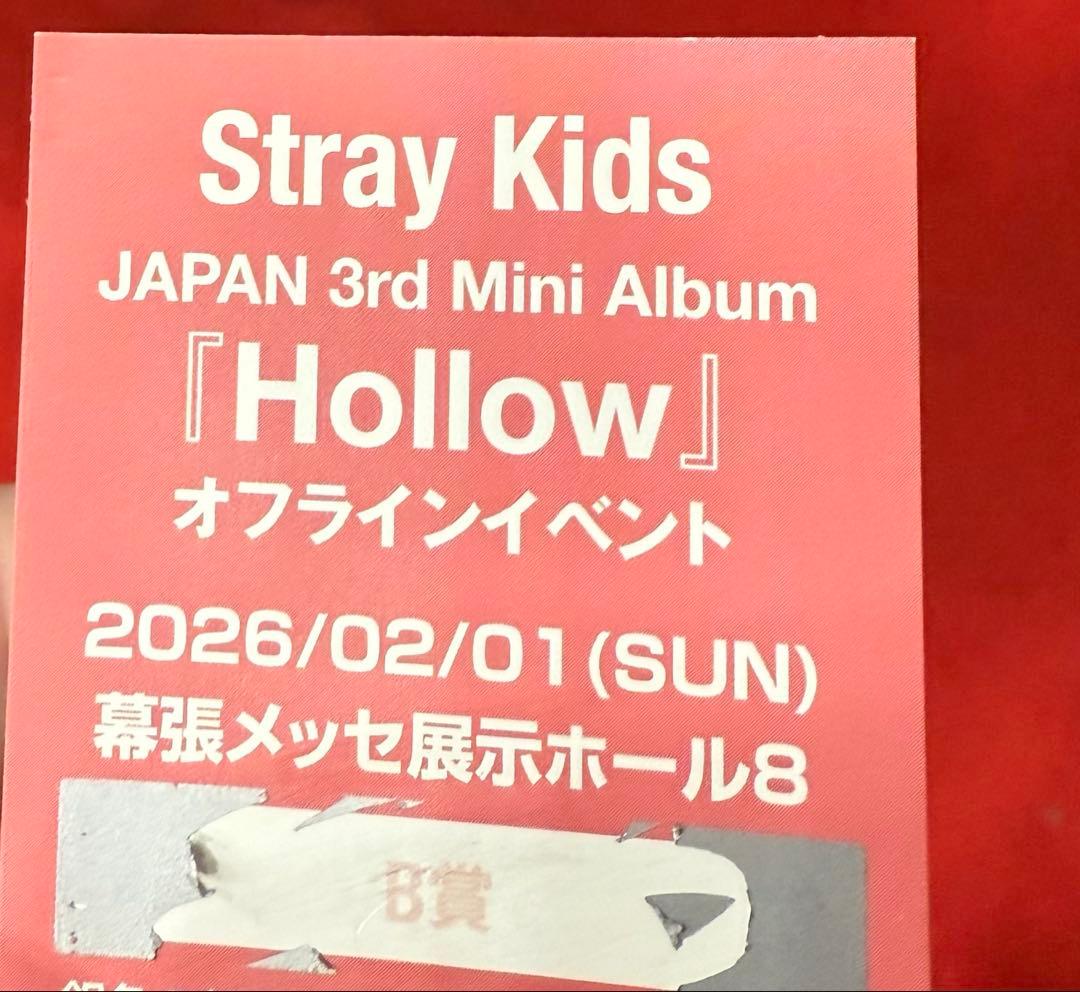 Stray Kids
JAPAN 3rd Mini Album
『Hollow』
オフラインイベント
2026/02/01(SUN)
幕張メッセ展示ホール8
B賞